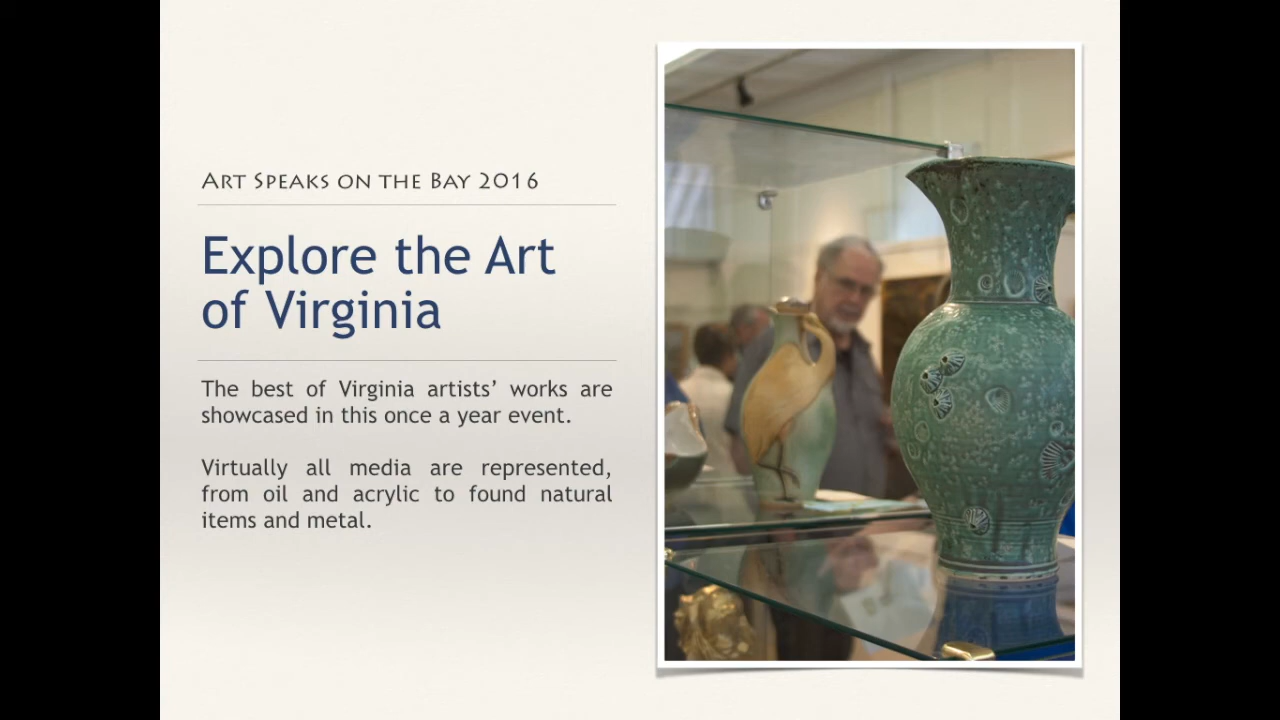 Art Speaks on the Bay 2016
Explore the Art
of Virginia
The best of Virginia artists’ works are
showcased in this once a year event.
Virtually all media are represented,
from oil and acrylic to found natural
items and metal.